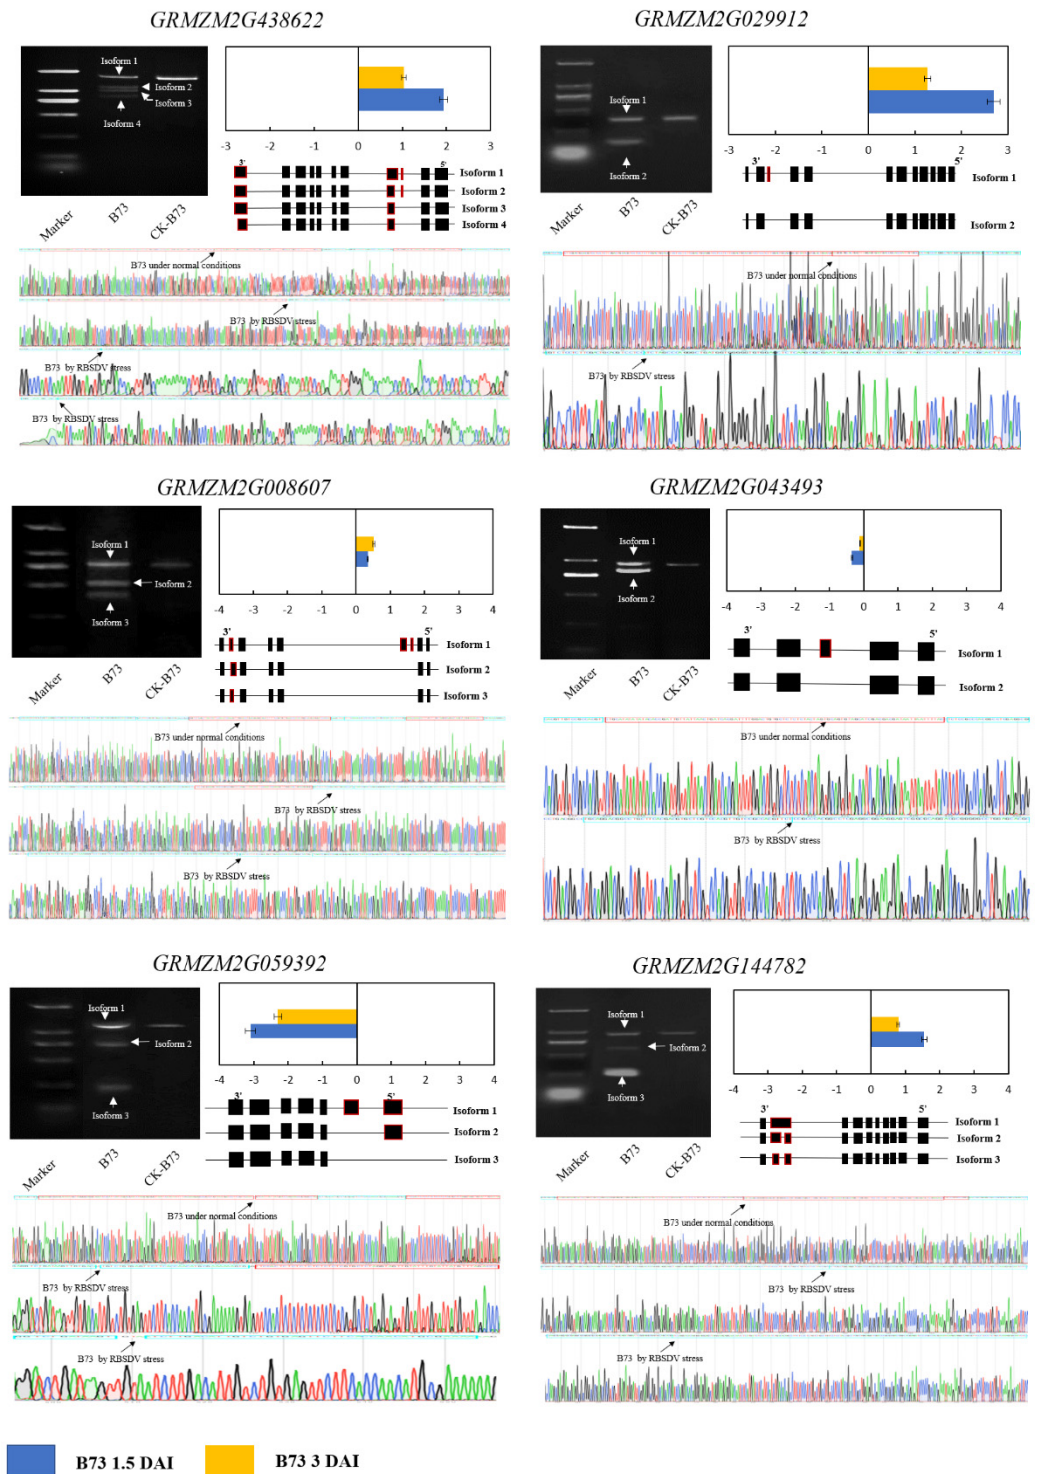 GRMZM2G438622
Isoform 1
Isoform 2
Isoform 3
Isoform 4
Marker
B73
CK-B73
-3 -2 -1 0 1 2 3
3' 5'
Isoform 1
Isoform 2
Isoform 3
Isoform 4
B73 under normal conditions
B73 by RBSDV stress
B73 by RBSDV stress
B73 by RBSDV stress
GRMZM2G029912
Isoform 1
Isoform 2
Marker
B73
CK-B73
-3 -2 -1 0 1 2 3
3' 5'
Isoform 1
Isoform 2
B73 under normal conditions
B73 by RBSDV stress
GRMZM2G008607
Isoform 1
Isoform 2
Isoform 3
Marker
B73
CK-B73
-4 -3 -2 -1 0 1 2 3 4
3' 5'
Isoform 1
Isoform 2
Isoform 3
B73 under normal conditions
B73 by RBSDV stress
B73 by RBSDV stress
GRMZM2G043493
Isoform 1
Isoform 2
Marker
B73
CK-B73
-4 -3 -2 -1 0 1 2 3 4
3' 5'
Isoform 1
Isoform 2
B73 under normal conditions
B73 by RBSDV stress
GRMZM2G059392
Isoform 1
Isoform 2
Isoform 3
Marker
B73
CK-B73
-4 -3 -2 -1 0 1 2 3 4
3' 5'
Isoform 1
Isoform 2
Isoform 3
B73 under normal conditions
B73 by RBSDV stress
B73 by RBSDV stress
GRMZM2G144782
Isoform 1
Isoform 2
Isoform 3
Marker
B73
CK-B73
-4 -3 -2 -1 0 1 2 3 4
3' 5'
Isoform 1
Isoform 2
Isoform 3
B73 under normal conditions
B73 by RBSDV stress
B73 by RBSDV stress
B73 1.5 DAI B73 3 DAI